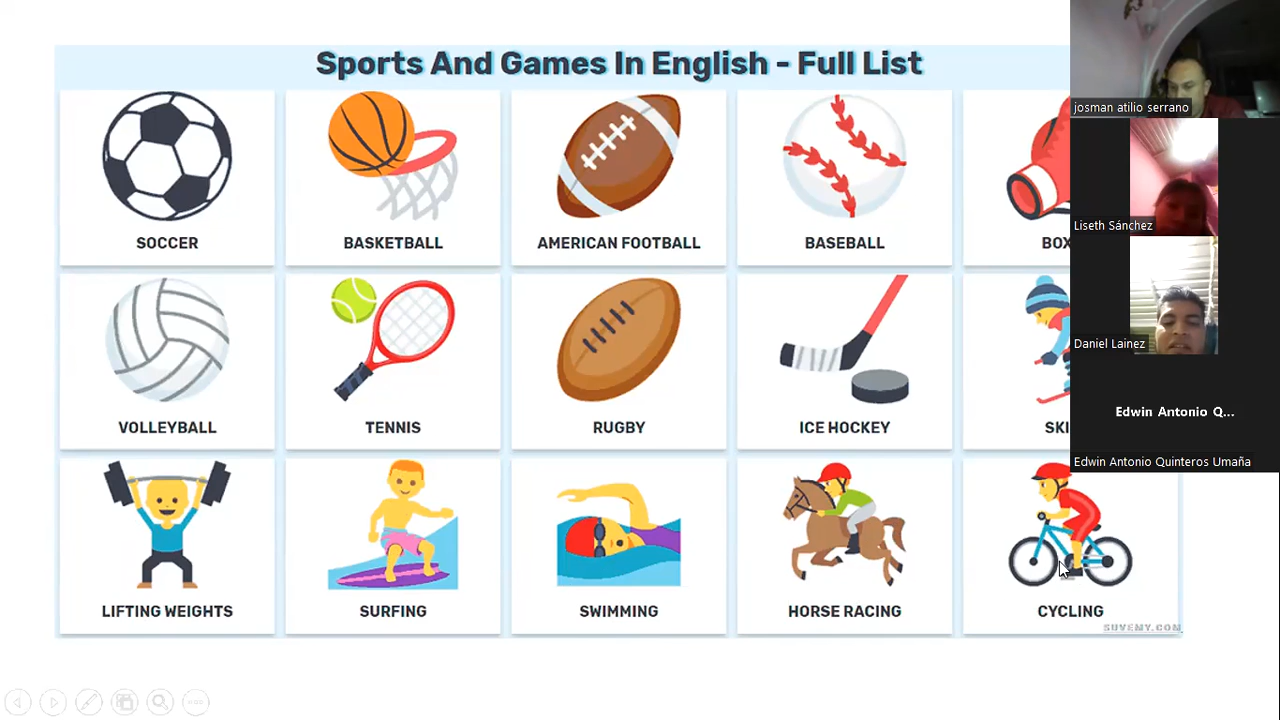 Sports And Games In English - Full List
SOCCER
BASKETBALL
AMERICAN FOOTBALL
BASEBALL
BOX
VOLLEYBALL
TENNIS
RUGBY
ICE HOCKEY
SKI
LIFTING WEIGHTS
SURFING
SWIMMING
HORSE RACING
CYCLING
SUVEMY.COM
josman atilio serrano
Liseth Sánchez
Daniel Lainez
Edwin Antonio Q...
Edwin Antonio Quinteros Umaña